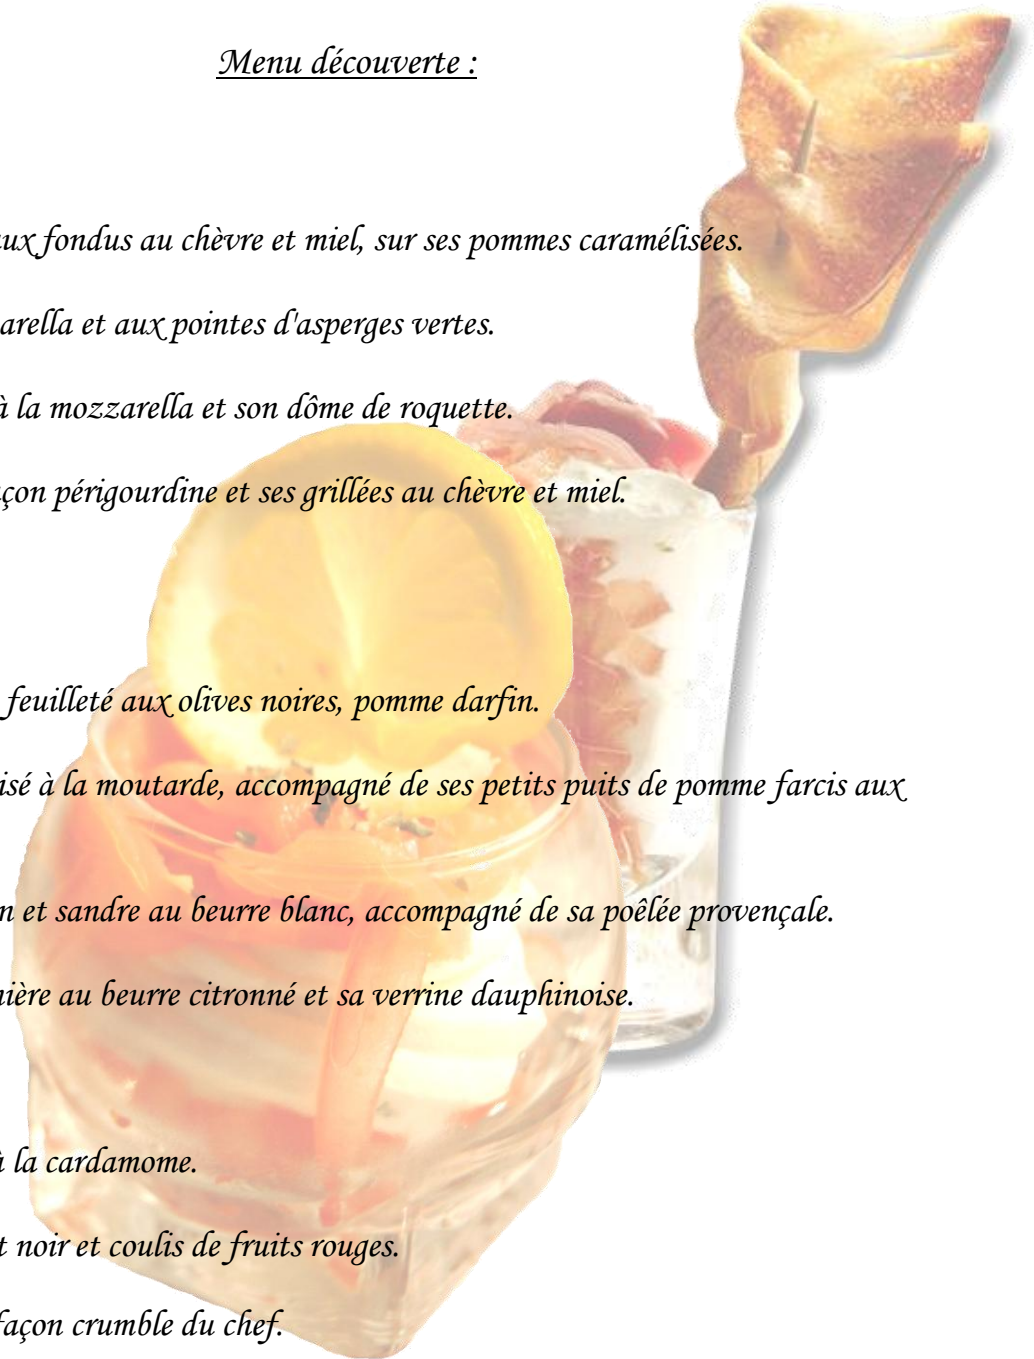 Menu découverte :
aux fondus au chèvre et miel, sur ses pommes caramélisées.
arella et aux pointes d'asperges vertes.
à la mozzarella et son dôme de roquette.
çon périgourdine et ses grillées au chèvre et miel.
feuilleté aux olives noires, pomme darfin.
isé à la moutarde, accompagné de ses petits puits de pomme farcis aux
n et sandre au beurre blanc, accompagné de sa poêlée provençale.
nière au beurre citronné et sa verrine dauphinoise.
à la cardamome.
t noir et coulis de fruits rouges.
façon crumble du chef.